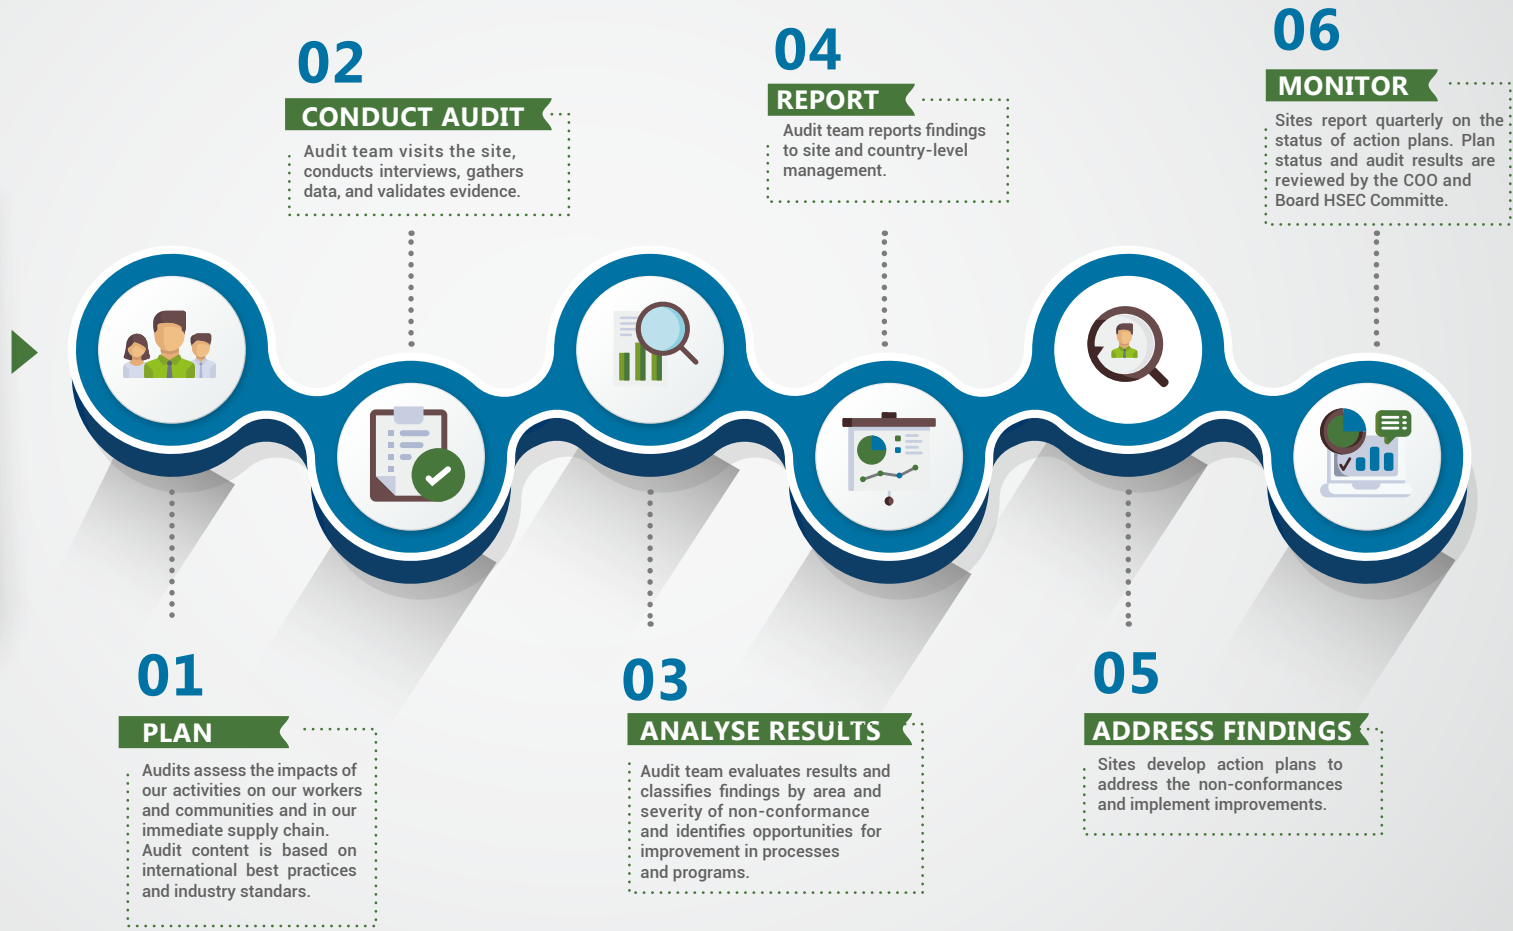 01
PLAN
Audits assess the impacts of
our activities on our workers
and communities and in our
immediate supply chain.
Audit content is based on
international best practices
and industry standars.
02
CONDUCT AUDIT
Audit team visits the site,
conducts interviews, gathers
data, and validates evidence.
03
ANALYSE RESULTS
Audit team evaluates results and
classifies findings by area and
severity of non-conformance
and identifies opportunities for
improvement in processes
and programs.
04
REPORT
Audit team reports findings
to site and country-level
management.
05
ADDRESS FINDINGS
Sites develop action plans to
address the non-conformances
and implement improvements.
06
MONITOR
Sites report quarterly on the
status of action plans. Plan
status and audit results are
reviewed by the COO and
Board HSEC Committe.